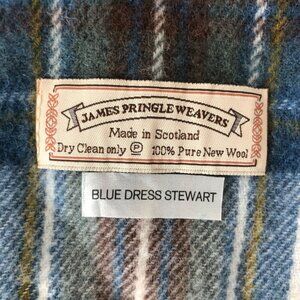 JAMES PRINGLE WEAVERS
Made in Scotland
Dry Clean only Ⓟ 100% Pure New Wool
BLUE DRESS STEWART